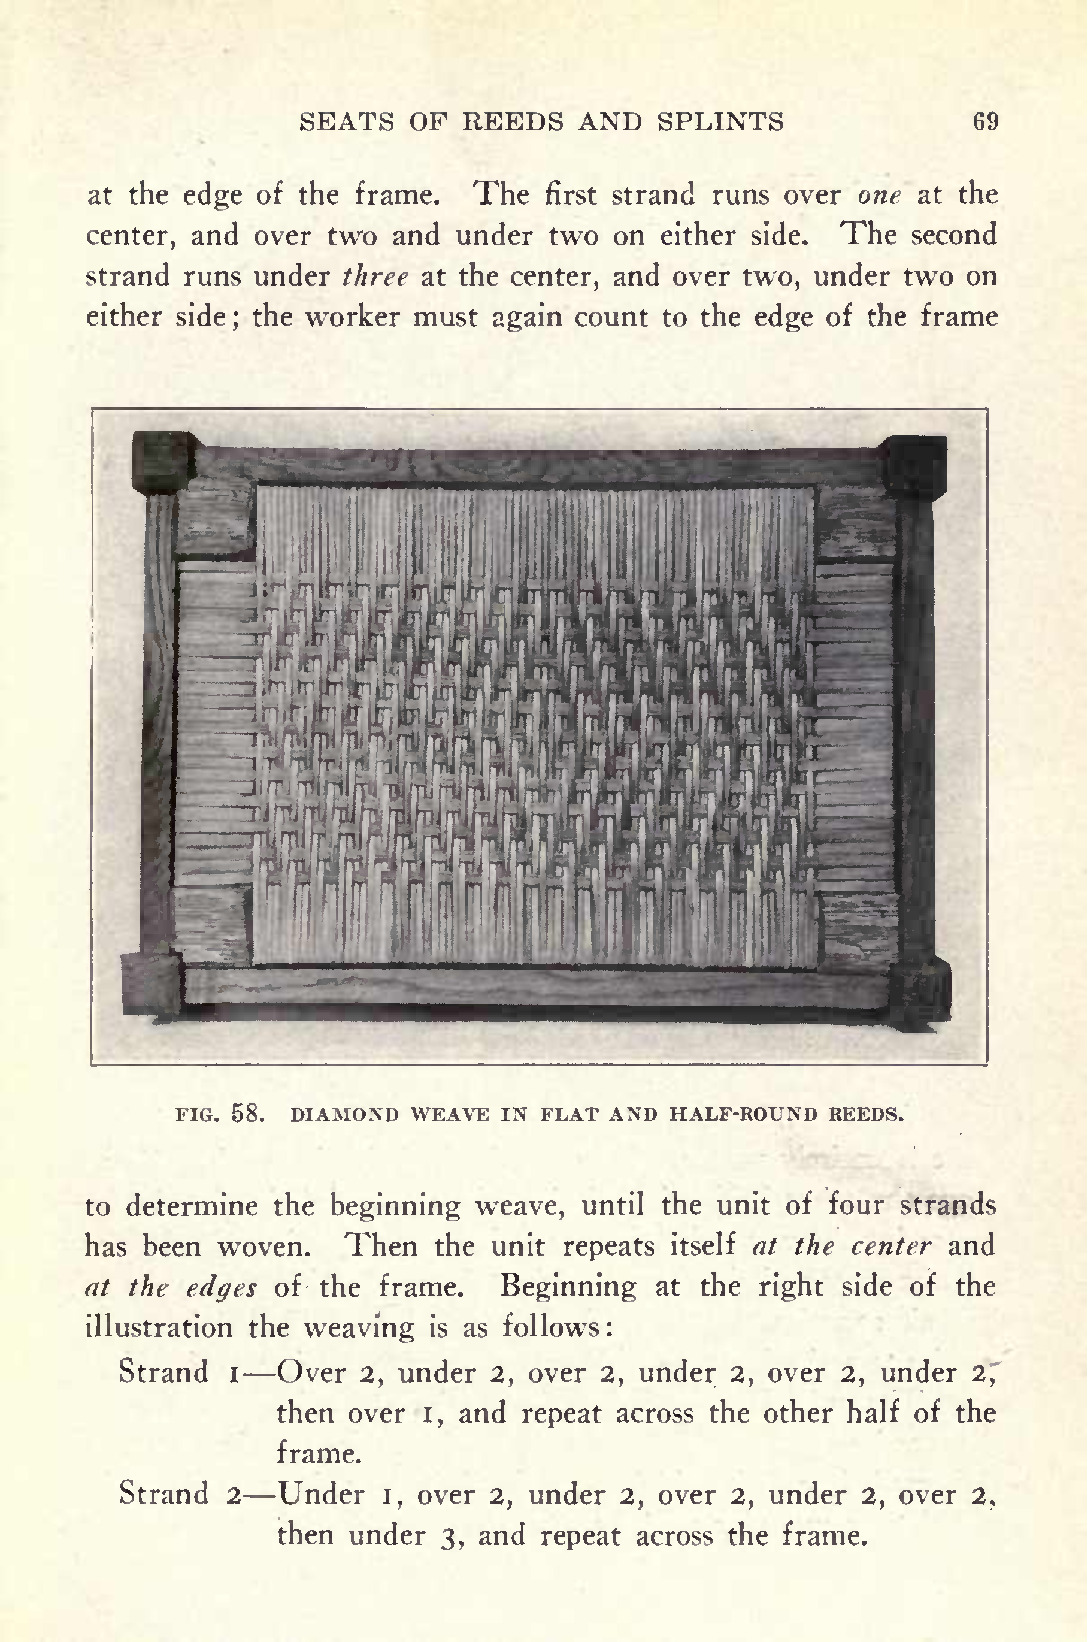 SEATS OF REEDS AND SPLINTS 69
at the edge of the frame. The first strand runs over one at the
center, and over two and under two on either side. The second
strand runs under three at the center, and over two, under two on
either side; the worker must again count to the edge of the frame
FIG. 58. DIAMOND WEAVE IN FLAT AND HALF-ROUND REEDS.
to determine the beginning weave, until the unit of four strands
has been woven. Then the unit repeats itself at the center and
at the edges of the frame. Beginning at the right side of the
illustration the weaving is as follows:
Strand 1—Over 2, under 2, over 2, under 2, over 2, under 2,
then over 1, and repeat across the other half of the
frame.
Strand 2—Under 1, over 2, under 2, over 2, under 2, over 2,
then under 3, and repeat across the frame.